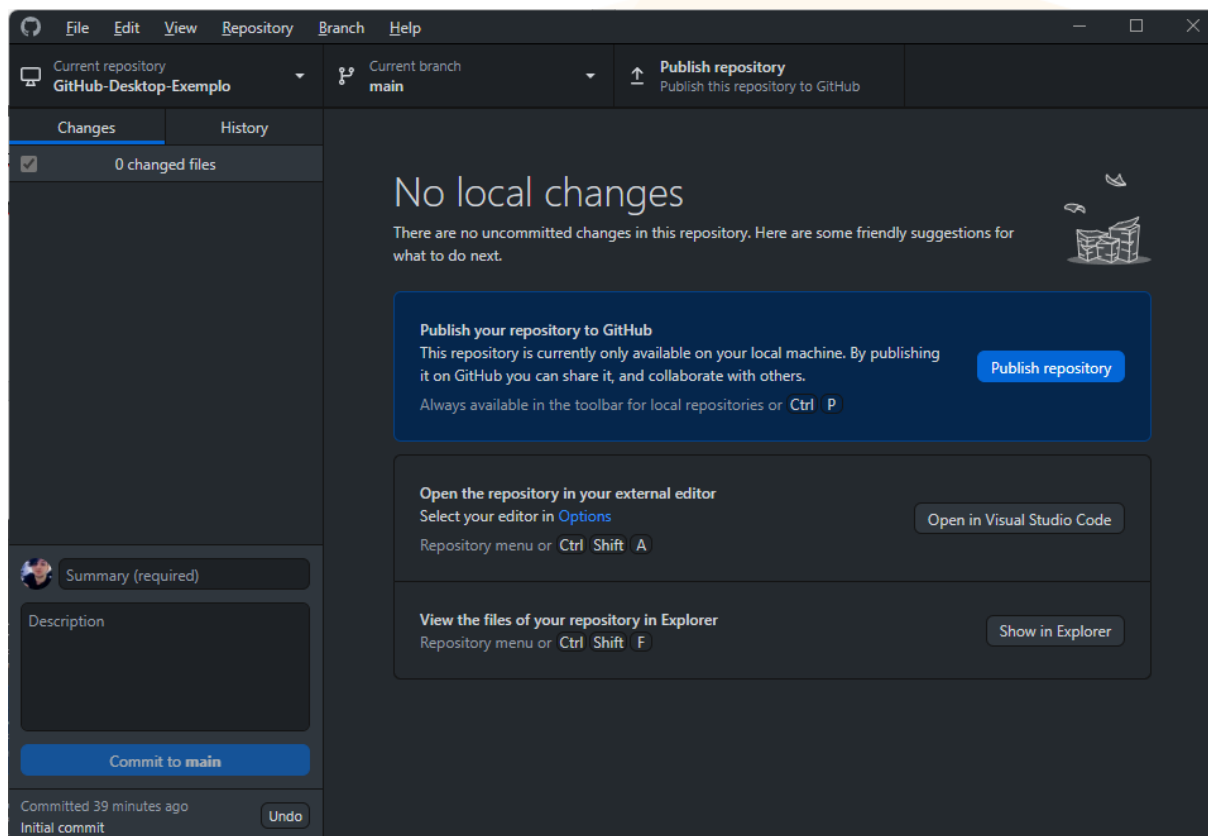 File Edit View Repository Branch Help
Current repository
GitHub-Desktop-Exemplo
Current branch
main
Publish repository
Publish this repository to GitHub
Changes History
0 changed files
No local changes
There are no uncommitted changes in this repository. Here are some friendly suggestions for
what to do next.
Publish your repository to GitHub
This repository is currently only available on your local machine. By publishing
it on GitHub you can share it, and collaborate with others.
Always available in the toolbar for local repositories or Ctrl P
Publish repository
Open the repository in your external editor
Select your editor in Options
Repository menu or Ctrl Shift A
Open in Visual Studio Code
View the files of your repository in Explorer
Repository menu or Ctrl Shift F
Show in Explorer
Summary (required)
Description
Commit to main
Committed 39 minutes ago
Initial commit
Undo